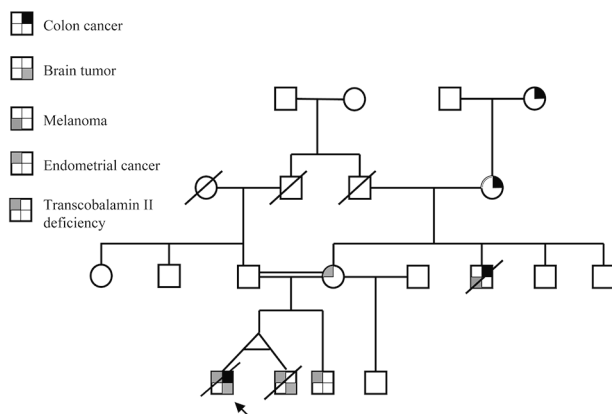 Colon cancer
Brain tumor
Melanoma
Endometrial cancer
Transcobalamin II
deficiency